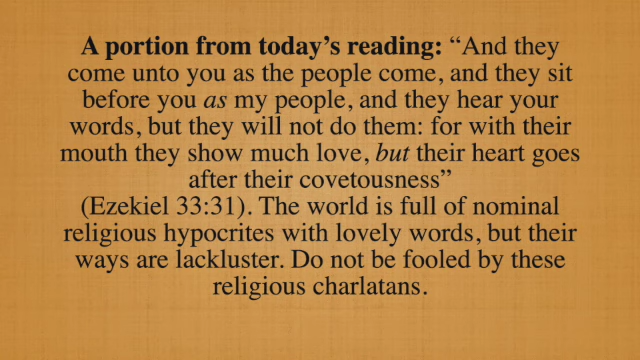 A portion from today’s reading: “And they
come unto you as the people come, and they sit
before you as my people, and they hear your
words, but they will not do them: for with their
mouth they show much love, but their heart goes
after their covetousness”
(Ezekiel 33:31). The world is full of nominal
religious hypocrites with lovely words, but their
ways are lackluster. Do not be fooled by these
religious charlatans.